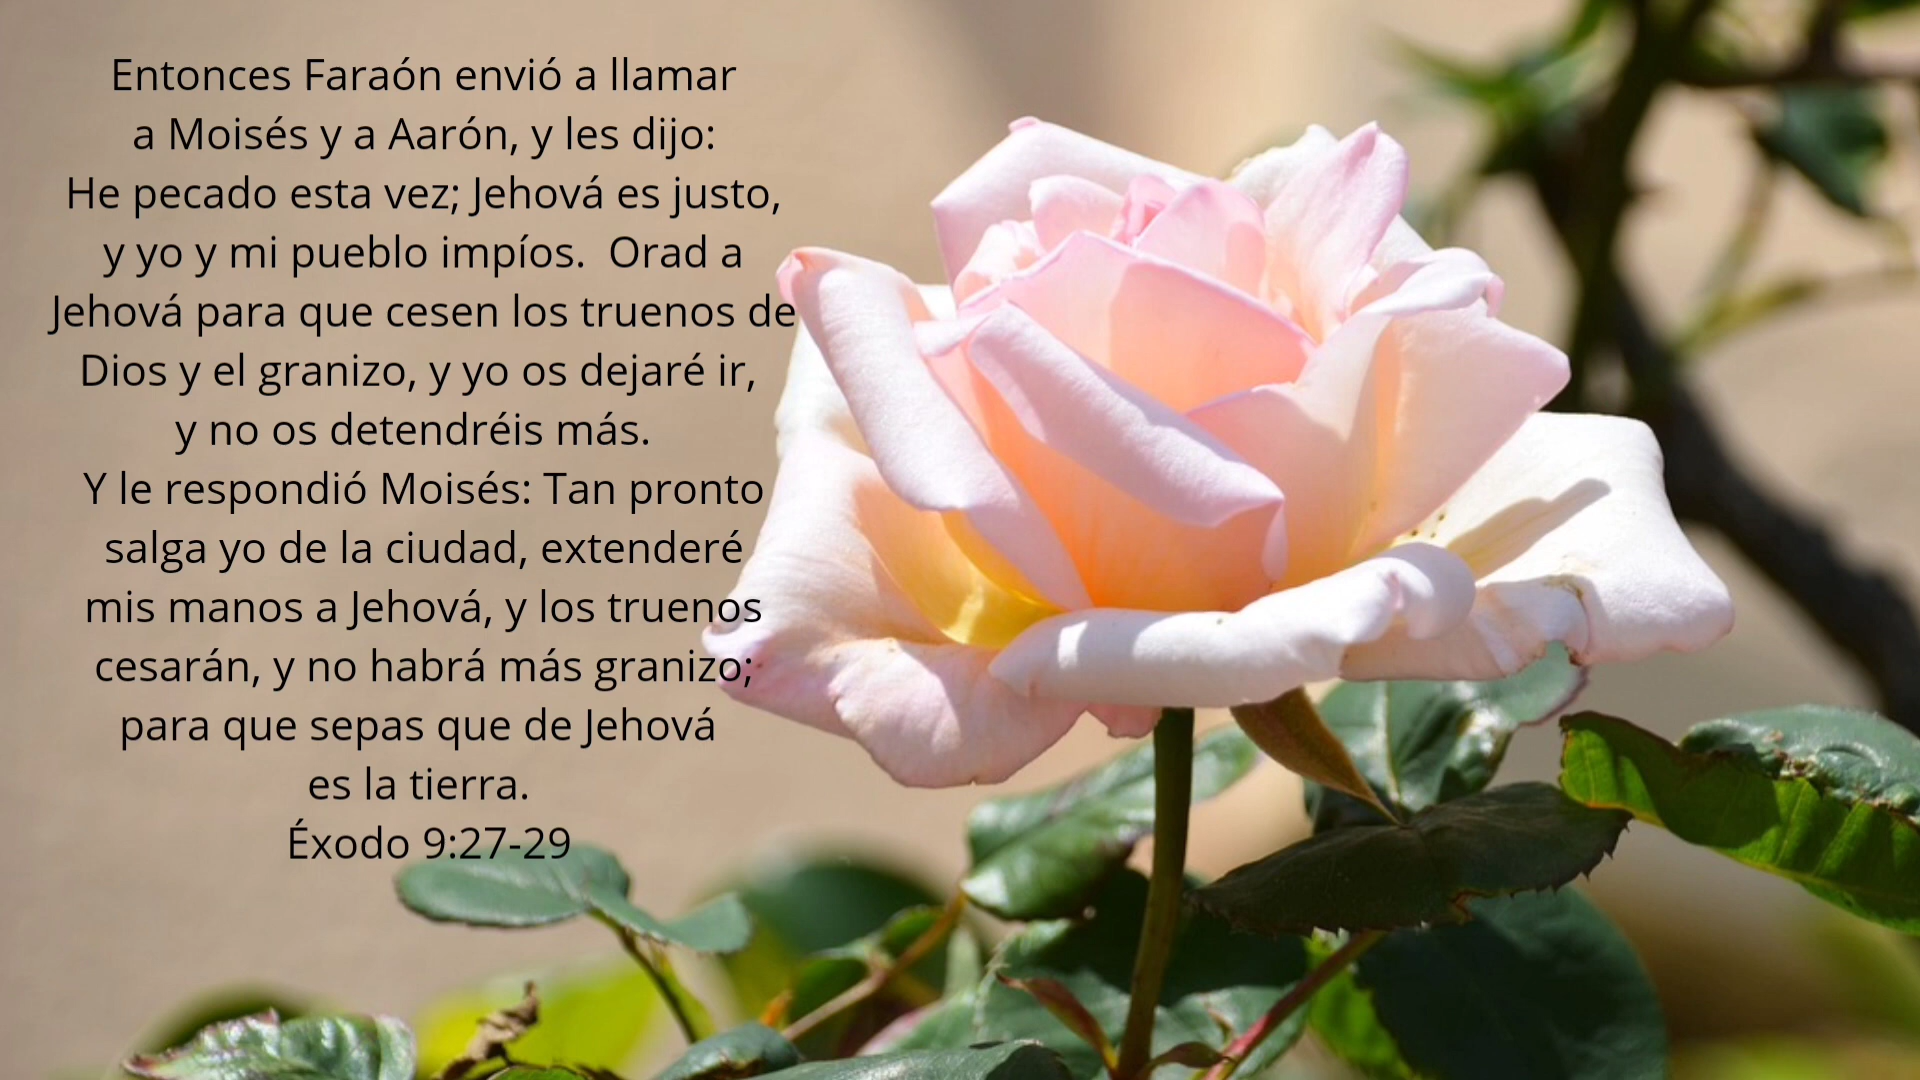 Entonces Faraón envió a llamar
a Moisés y a Aarón, y les dijo:
He pecado esta vez; Jehová es justo,
y yo y mi pueblo impíos.  Orad a
Jehová para que cesen los truenos de
Dios y el granizo, y yo os dejaré ir,
y no os detendréis más.
Y le respondió Moisés: Tan pronto
salga yo de la ciudad, extenderé
mis manos a Jehová, y los truenos
cesarán, y no habrá más granizo;
para que sepas que de Jehová
es la tierra.
Éxodo 9:27-29